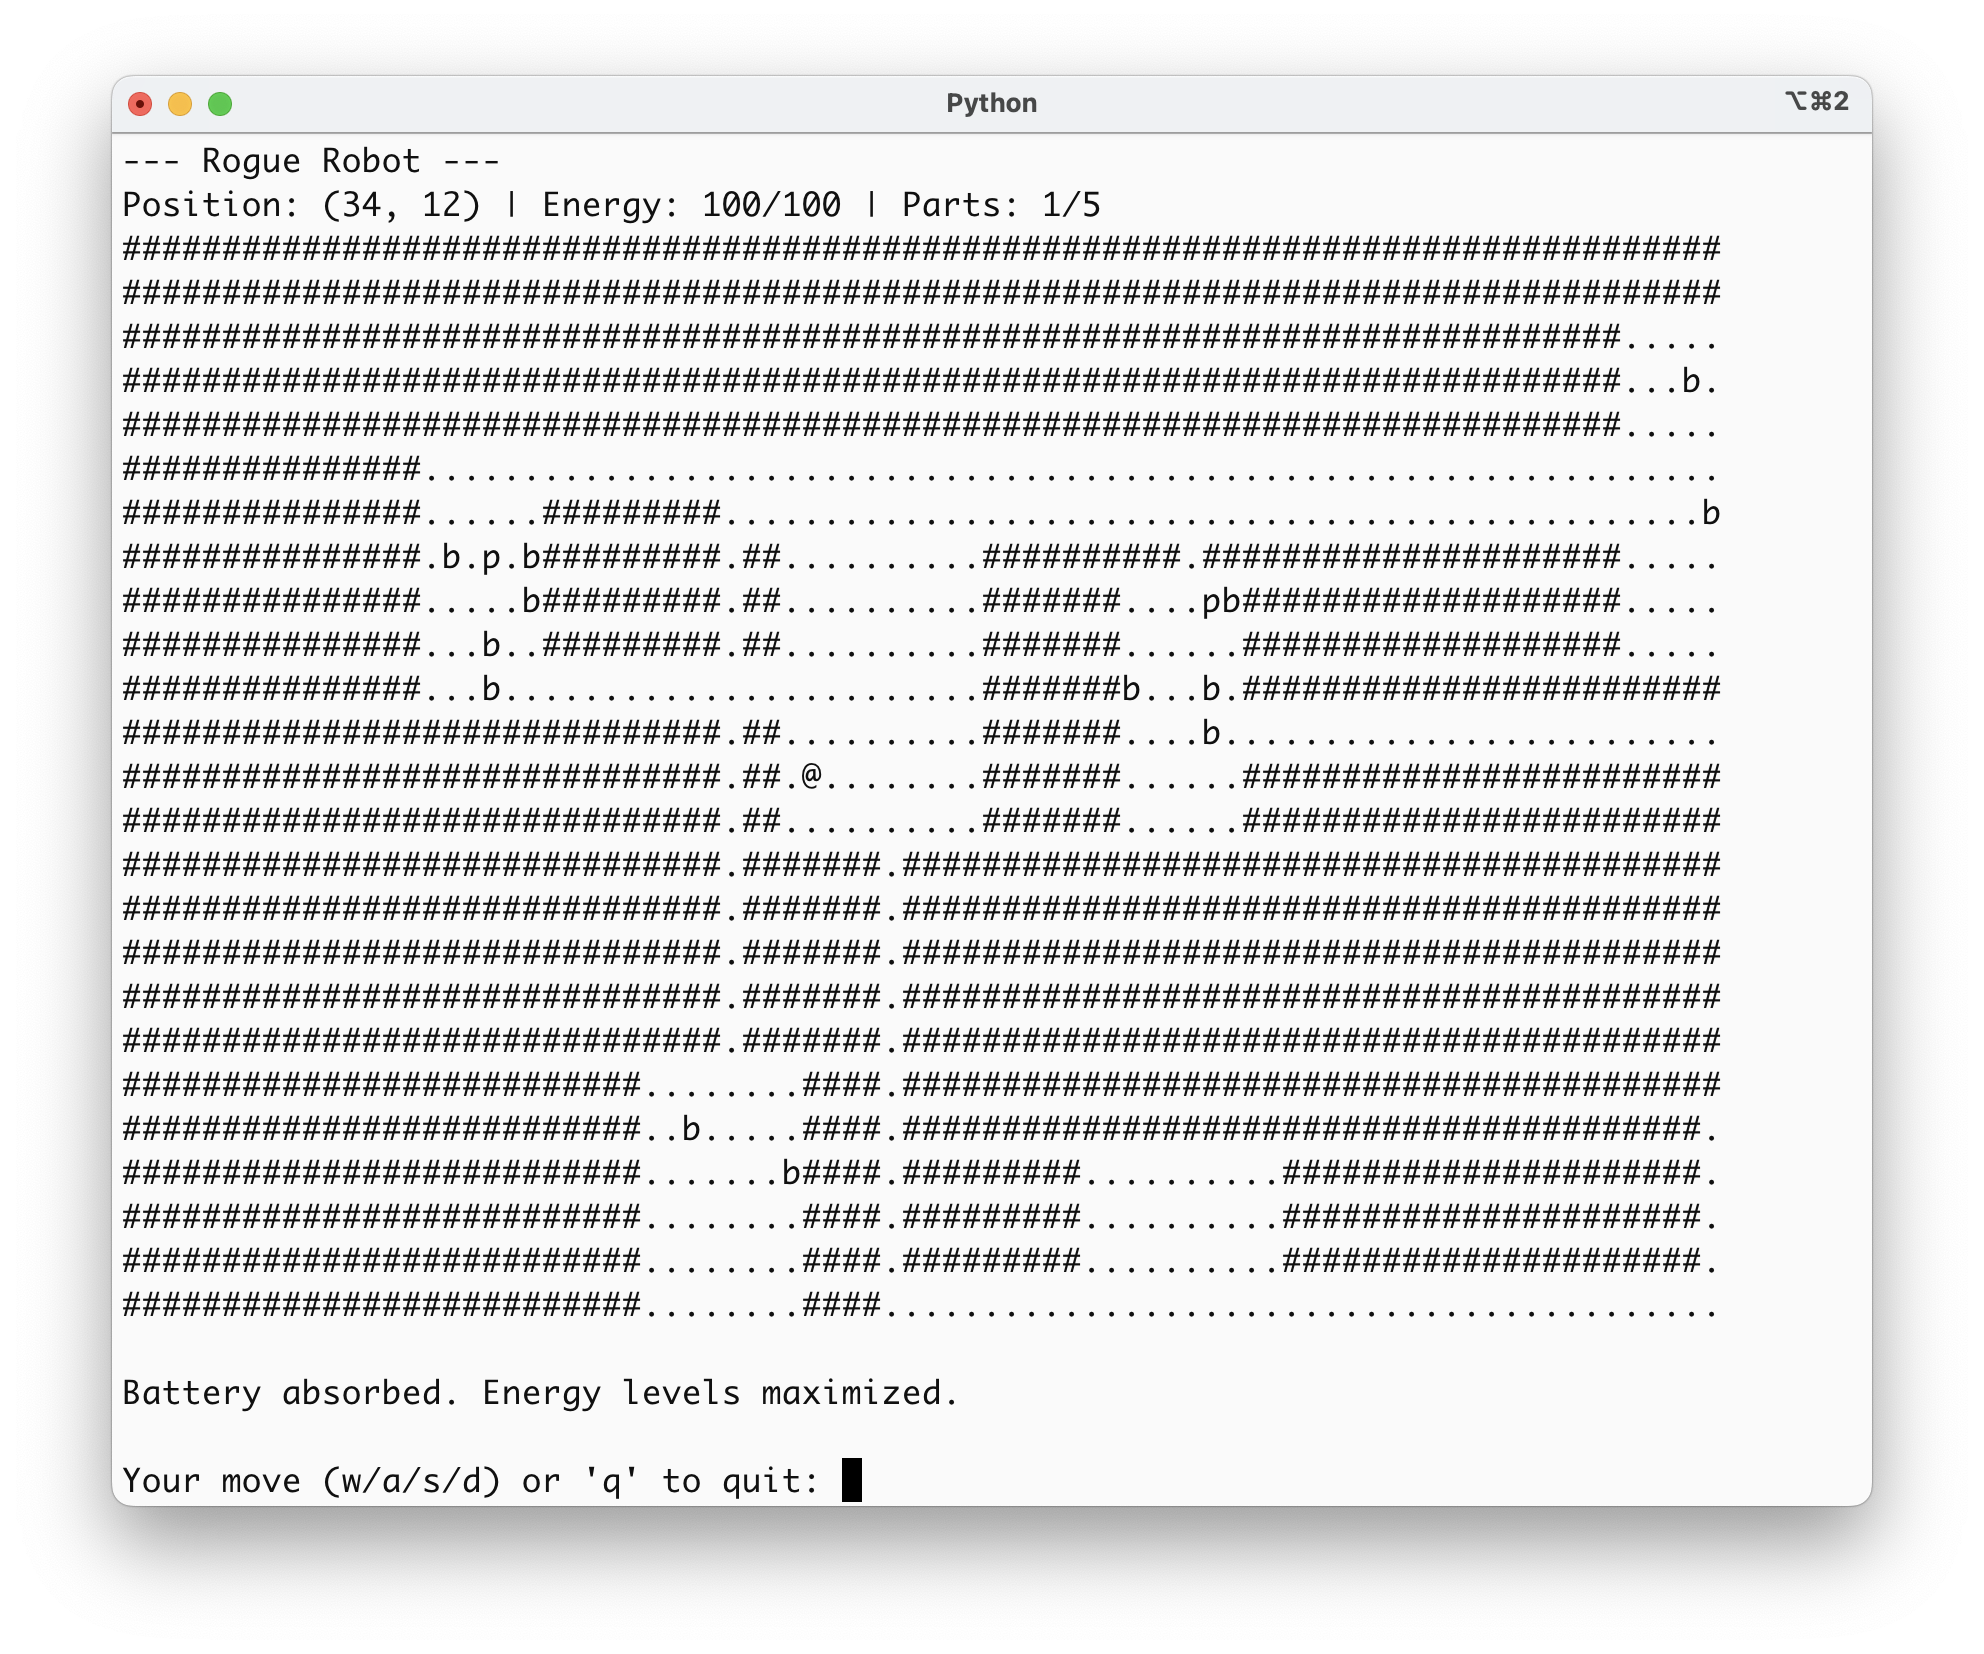 Python
⌥⌘2
--- Rogue Robot ---
Position: (34, 12) | Energy: 100/100 | Parts: 1/5
################################################################################
################################################################################
###########################################################################.....
###########################################################################...b.
###########################################################################.....
###############.................................................................
###############......#########.................................................b
###############.b.p.b#########.##..........##########.#####################.....
###############.....b#########.##..........#######....pb###################.....
###############...b..#########.##..........#######......###################.....
###############...b........................#######b...b.########################
##############################.##..........#######....b.........................
##############################.##.@........#######......########################
##############################.##..........#######......########################
##############################.#######.#########################################
##############################.#######.#########################################
##############################.#######.#########################################
##############################.#######.#########################################
##############################.#######.#########################################
##########################........####.#########################################
##########################..b.....####.########################################.
##########################.......b####.#########..........#####################.
##########################........####.#########..........#####################.
##########################........####.#########..........#####################.
##########################........####..........................................
Battery absorbed. Energy levels maximized.
Your move (w/a/s/d) or 'q' to quit: